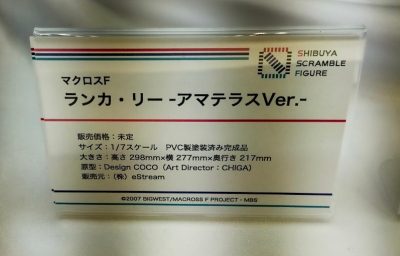 SHIBUYA
SCRAMBLE
FIGURE
マクロスF
ランカ・リー -アマテラスVer.-
販売価格：未定
サイズ：1/7スケール　PVC製塗装済み完成品
大きさ：高さ 298mm×横 277mm×奥行き 217mm
原型：Design COCO（Art Director：CHIGA）
販売元：（株）eStream
©2007 BIGWEST/MACROSS F PROJECT・MBS